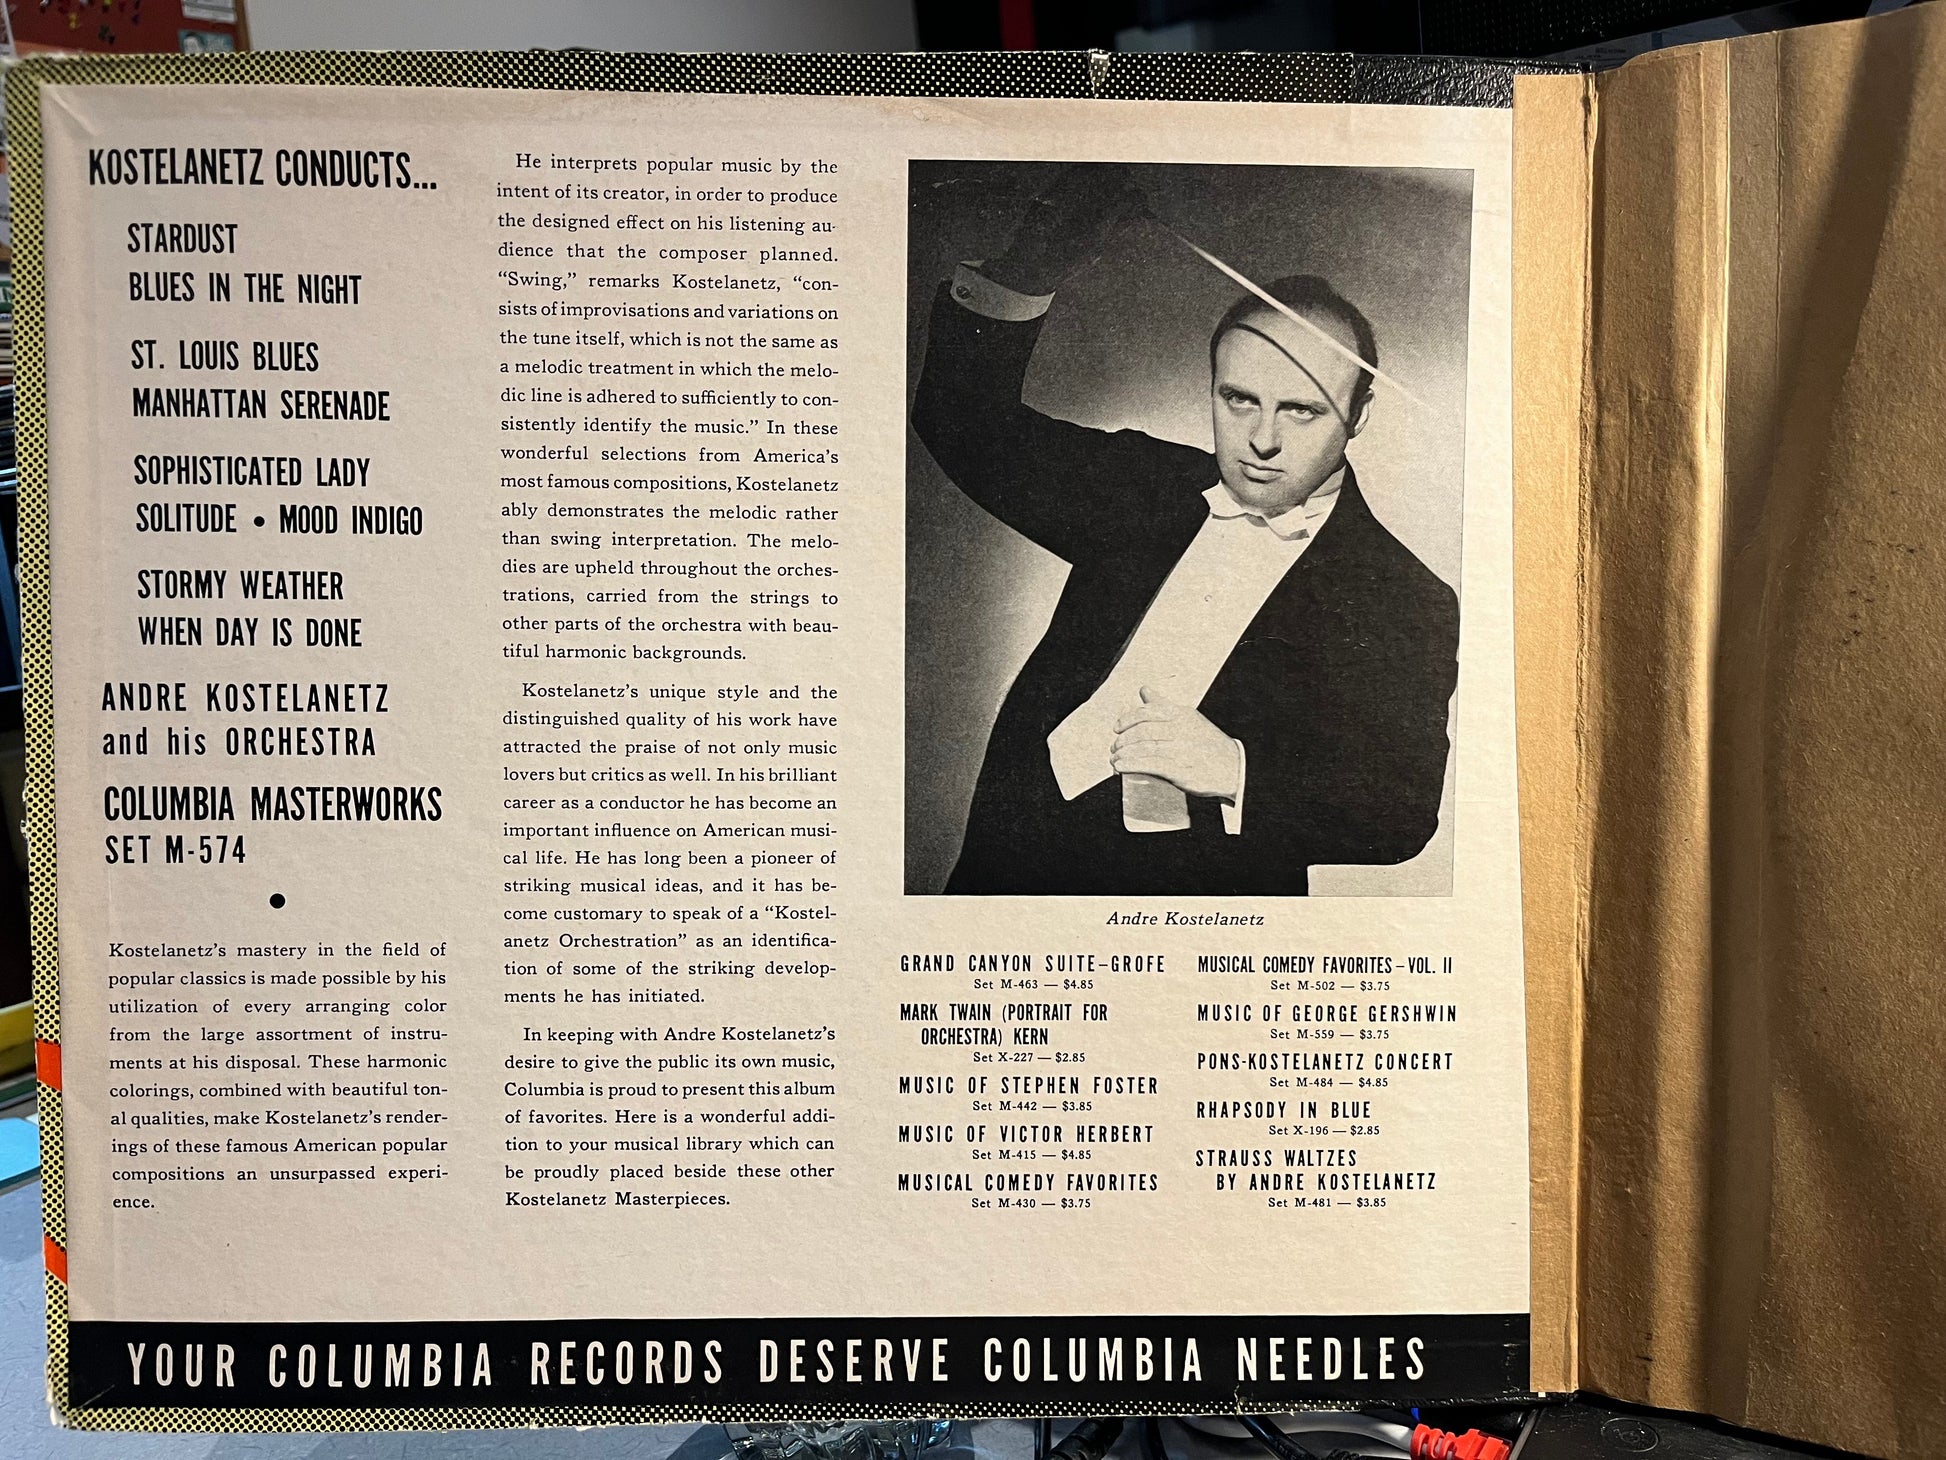 KOSTELANETZ CONDUCTS...
STARDUST
BLUES IN THE NIGHT
ST. LOUIS BLUES
MANHATTAN SERENADE
SOPHISTICATED LADY
SOLITUDE • MOOD INDIGO
STORMY WEATHER
WHEN DAY IS DONE
ANDRE KOSTELANETZ
and his ORCHESTRA
COLUMBIA MASTERWORKS
SET M-574
Kostelanetz's mastery in the field of
popular classics is made possible by his
utilization of every arranging color
from the large assortment of instru-
ments at his disposal. These harmonic
colorings, combined with beautiful ton-
al qualities, make Kostelanetz's render-
ings of these famous American popular
compositions an unsurpassed experi-
ence.
He interprets popular music by the
intent of its creator, in order to produce
the designed effect on his listening au-
dience that the composer planned.
“Swing,” remarks Kostelanetz, “con-
sists of improvisations and variations on
the tune itself, which is not the same as
a melodic treatment in which the melo-
dic line is adhered to sufficiently to con-
sistently identify the music.” In these
wonderful selections from America's
most famous compositions, Kostelanetz
ably demonstrates the melodic rather
than swing interpretation. The melo-
dies are upheld throughout the orches-
trations, carried from the strings to
other parts of the orchestra with beau-
tiful harmonic backgrounds.
Kostelanetz's unique style and the
distinguished quality of his work have
attracted the praise of not only music
lovers but critics as well. In his brilliant
career as a conductor he has become an
important influence on American musi-
cal life. He has long been a pioneer of
striking musical ideas, and it has be-
come customary to speak of a “Kostel-
anetz Orchestration” as an identifica-
tion of some of the striking develop-
ments he has initiated.
In keeping with Andre Kostelanetz's
desire to give the public its own music,
Columbia is proud to present this album
of favorites. Here is a wonderful addi-
tion to your musical library which can
be proudly placed beside these other
Kostelanetz Masterpieces.
Andre Kostelanetz
GRAND CANYON SUITE–GROFE
Set M-463 — $4.85
MARK TWAIN (PORTRAIT FOR
ORCHESTRA) KERN
Set X-227 — $2.85
MUSIC OF STEPHEN FOSTER
Set M-442 — $3.85
MUSIC OF VICTOR HERBERT
Set M-415 — $4.85
MUSICAL COMEDY FAVORITES
Set M-430 — $3.75
MUSICAL COMEDY FAVORITES–VOL. II
Set M-502 — $3.75
MUSIC OF GEORGE GERSHWIN
Set M-559 — $3.75
PONS-KOSTELANETZ CONCERT
Set M-484 — $4.85
RHAPSODY IN BLUE
Set X-196 — $2.85
STRAUSS WALTZES
BY ANDRE KOSTELANETZ
Set M-481 — $3.85
YOUR COLUMBIA RECORDS DESERVE COLUMBIA NEEDLES